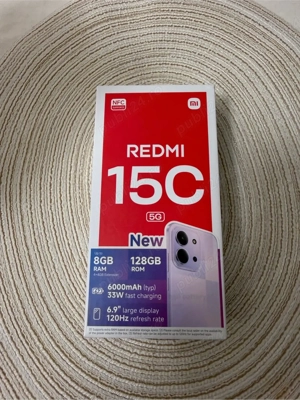 NFC
mi
REDMI
15C
5G
New
8GB
RAM
128GB
ROM
6000mAh (typ)
33W fast charging
6.9" large display
120Hz refresh rate